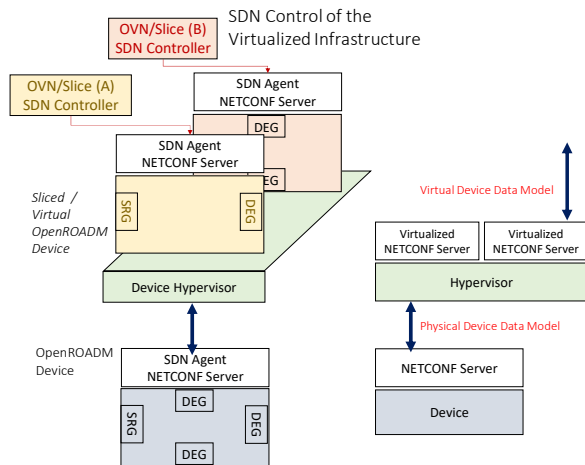 SDN Control of the
Virtualized Infrastructure
OVN/Slice (B)
SDN Controller
OVN/Slice (A)
SDN Controller
SDN Agent
NETCONF Server
DEG
DEG
SDN Agent
NETCONF Server
SRG
DEG
Sliced /
Virtual
OpenROADM
Device
Device Hypervisor
OpenROADM
Device
SDN Agent
NETCONF Server
DEG
SRG
DEG
DEG
Virtual Device Data Model
Virtualized
NETCONF Server
Virtualized
NETCONF Server
Hypervisor
Physical Device Data Model
NETCONF Server
Device